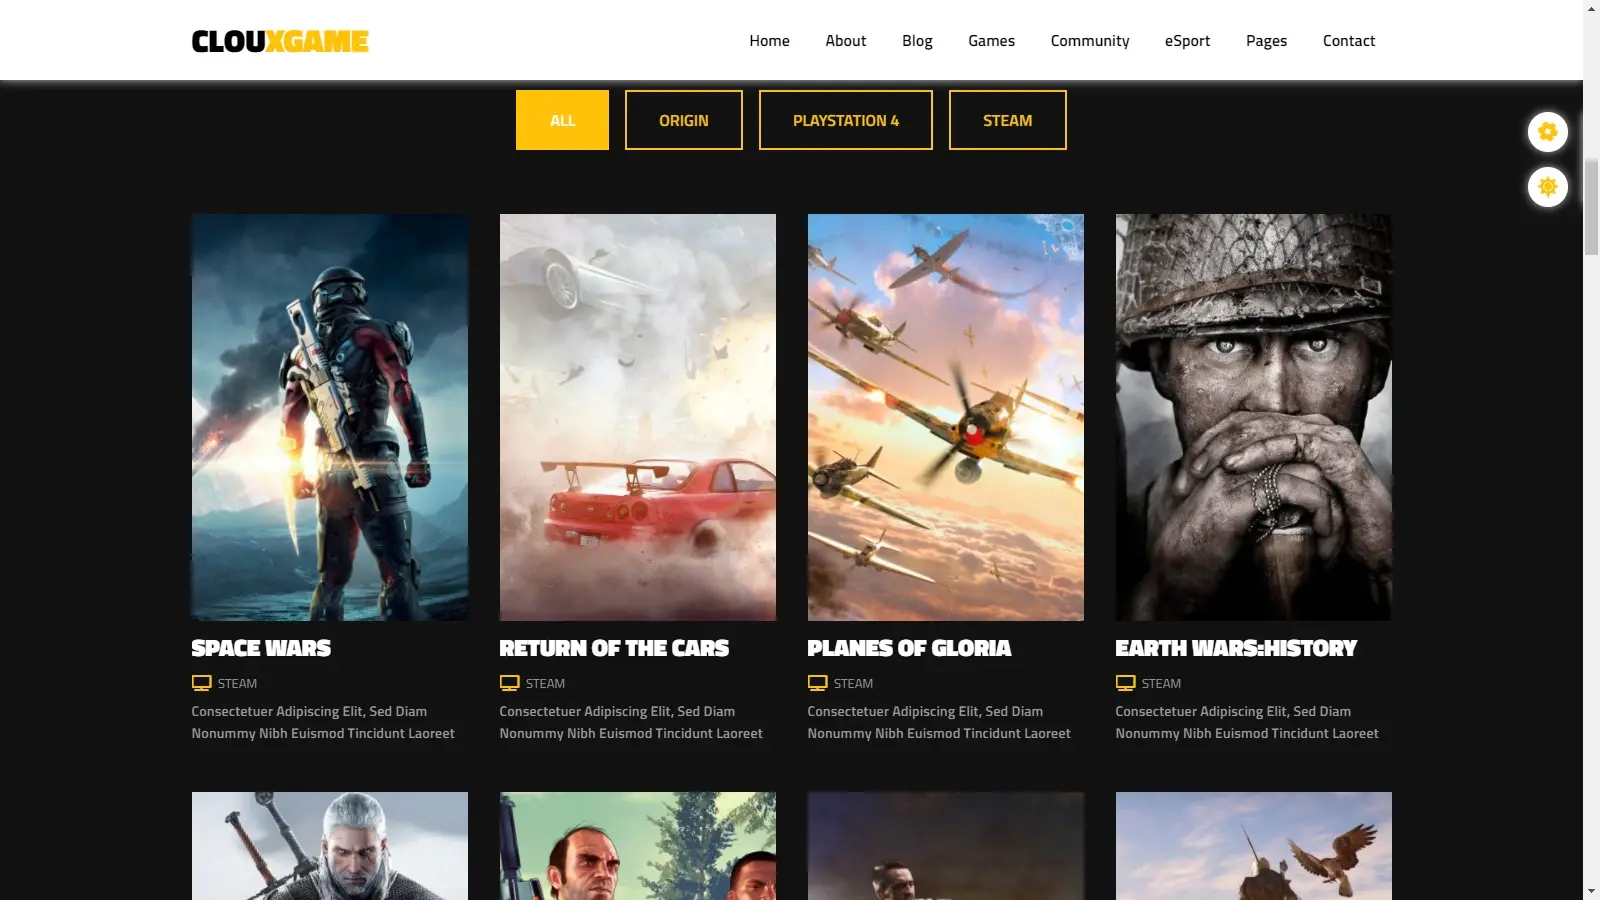 CLOUXGAME
Home About Blog Games Community eSport Pages Contact
ALL ORIGIN PLAYSTATION 4 STEAM
SPACE WARS
STEAM
Consectetuer Adipiscing Elit, Sed Diam
Nonummy Nibh Euismod Tincidunt Laoreet
RETURN OF THE CARS
STEAM
Consectetuer Adipiscing Elit, Sed Diam
Nonummy Nibh Euismod Tincidunt Laoreet
PLANES OF GLORIA
STEAM
Consectetuer Adipiscing Elit, Sed Diam
Nonummy Nibh Euismod Tincidunt Laoreet
EARTH WARS:HISTORY
STEAM
Consectetuer Adipiscing Elit, Sed Diam
Nonummy Nibh Euismod Tincidunt Laoreet